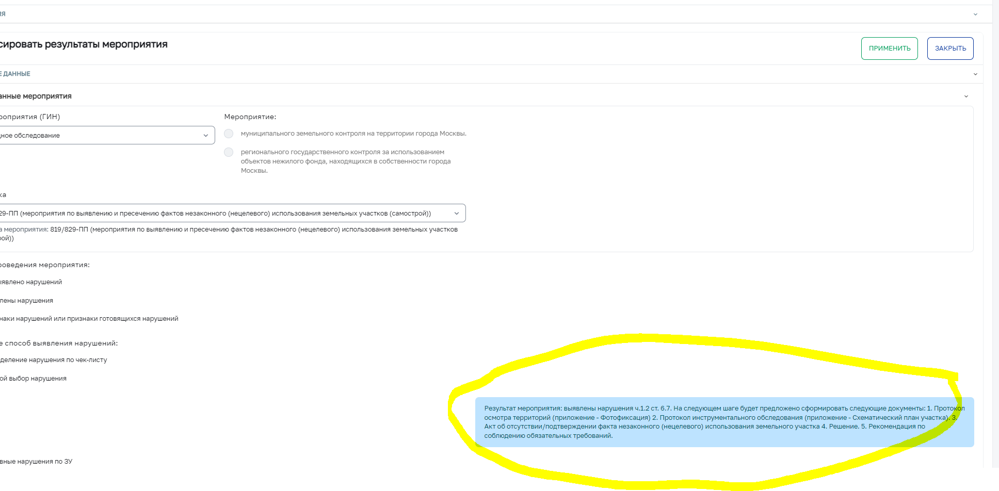 ия
сировать результаты мероприятия
ПРИМЕНИТЬ
ЗАКРЫТЬ
Е ДАННЫЕ
анные мероприятия
роприятия (ГИН)
Мероприятие:
ное обследование
муниципального земельного контроля на территории города Москвы.
регионального государственного контроля за использованием
объектов нежилого фонда, находящихся в собственности города
Москвы.
ка
29-ПП (мероприятия по выявлению и пресечению фактов незаконного (нецелевого) использования земельных участков (самострой))
а мероприятия: 819/829-ПП (мероприятия по выявлению и пресечению фактов незаконного (нецелевого) использования земельных участков
рой))
роведения мероприятия:
явлено нарушений
лены нарушения
наки нарушений или признаки готовящихся нарушений
е способ выявления нарушений:
деление нарушения по чек-листу
ой выбор нарушения
Результат мероприятия: выявлены нарушения ч.1.2 ст. 6.7. На следующем шаге будет предложено сформировать следующие документы: 1. Протокол
осмотра территорий (приложение - Фотофиксация) 2. Протокол инструментального обследования (приложение - Схематический план участка). 3.
Акт об отсутствии/подтверждении факта незаконного (нецелевого) использования земельного участка 4. Решение. 5. Рекомендация по
соблюдению обязательных требований.
вные нарушения по ЗУ